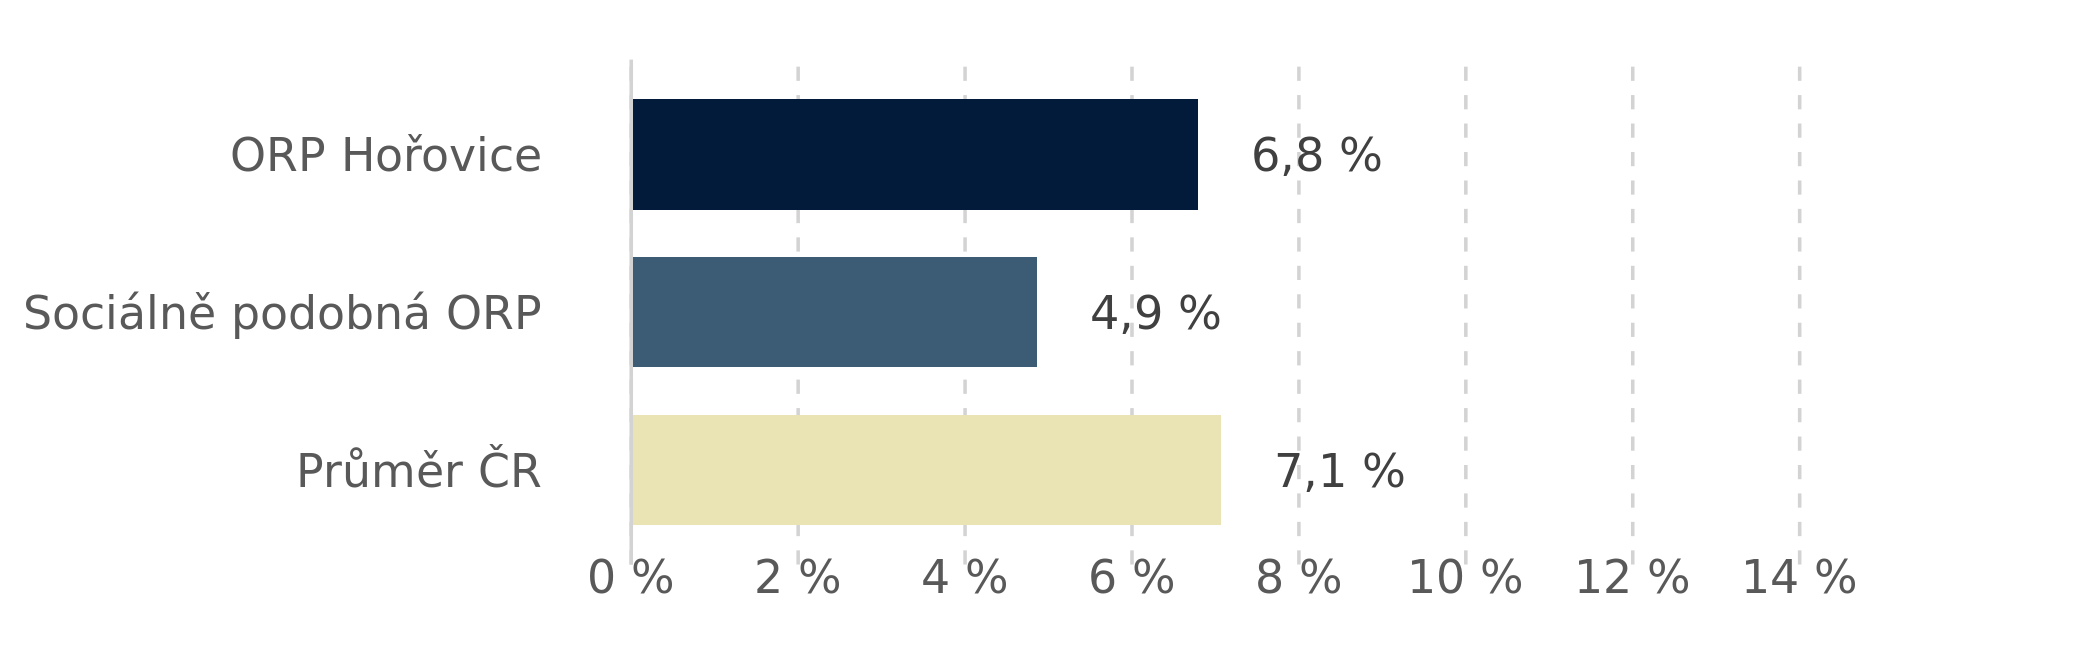 ORP Hořovice 6,8 %
Sociálně podobná ORP 4,9 %
Průměr ČR 7,1 %
0 % 2 % 4 % 6 % 8 % 10 % 12 % 14 %